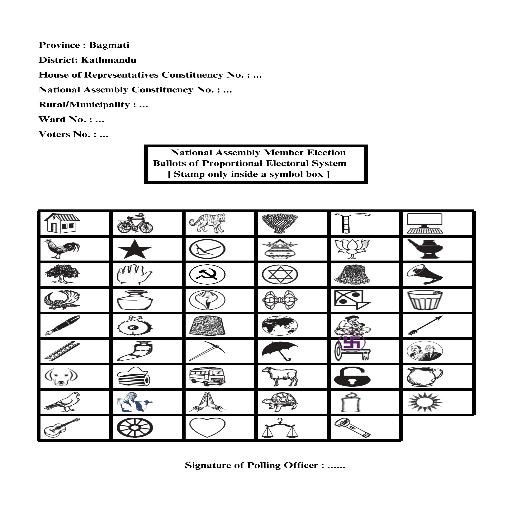 Province : Bagmati
District: Kathmandu
House of Representatives Constituency No. : ...
National Assembly Constituency No. : ...
Rural/Municipality : ...
Ward No. : ...
Voters No. : ...
National Assembly Member Election
Ballots of Proportional Electoral System
[ Stamp only inside a symbol box ]
Signature of Polling Officer : ......